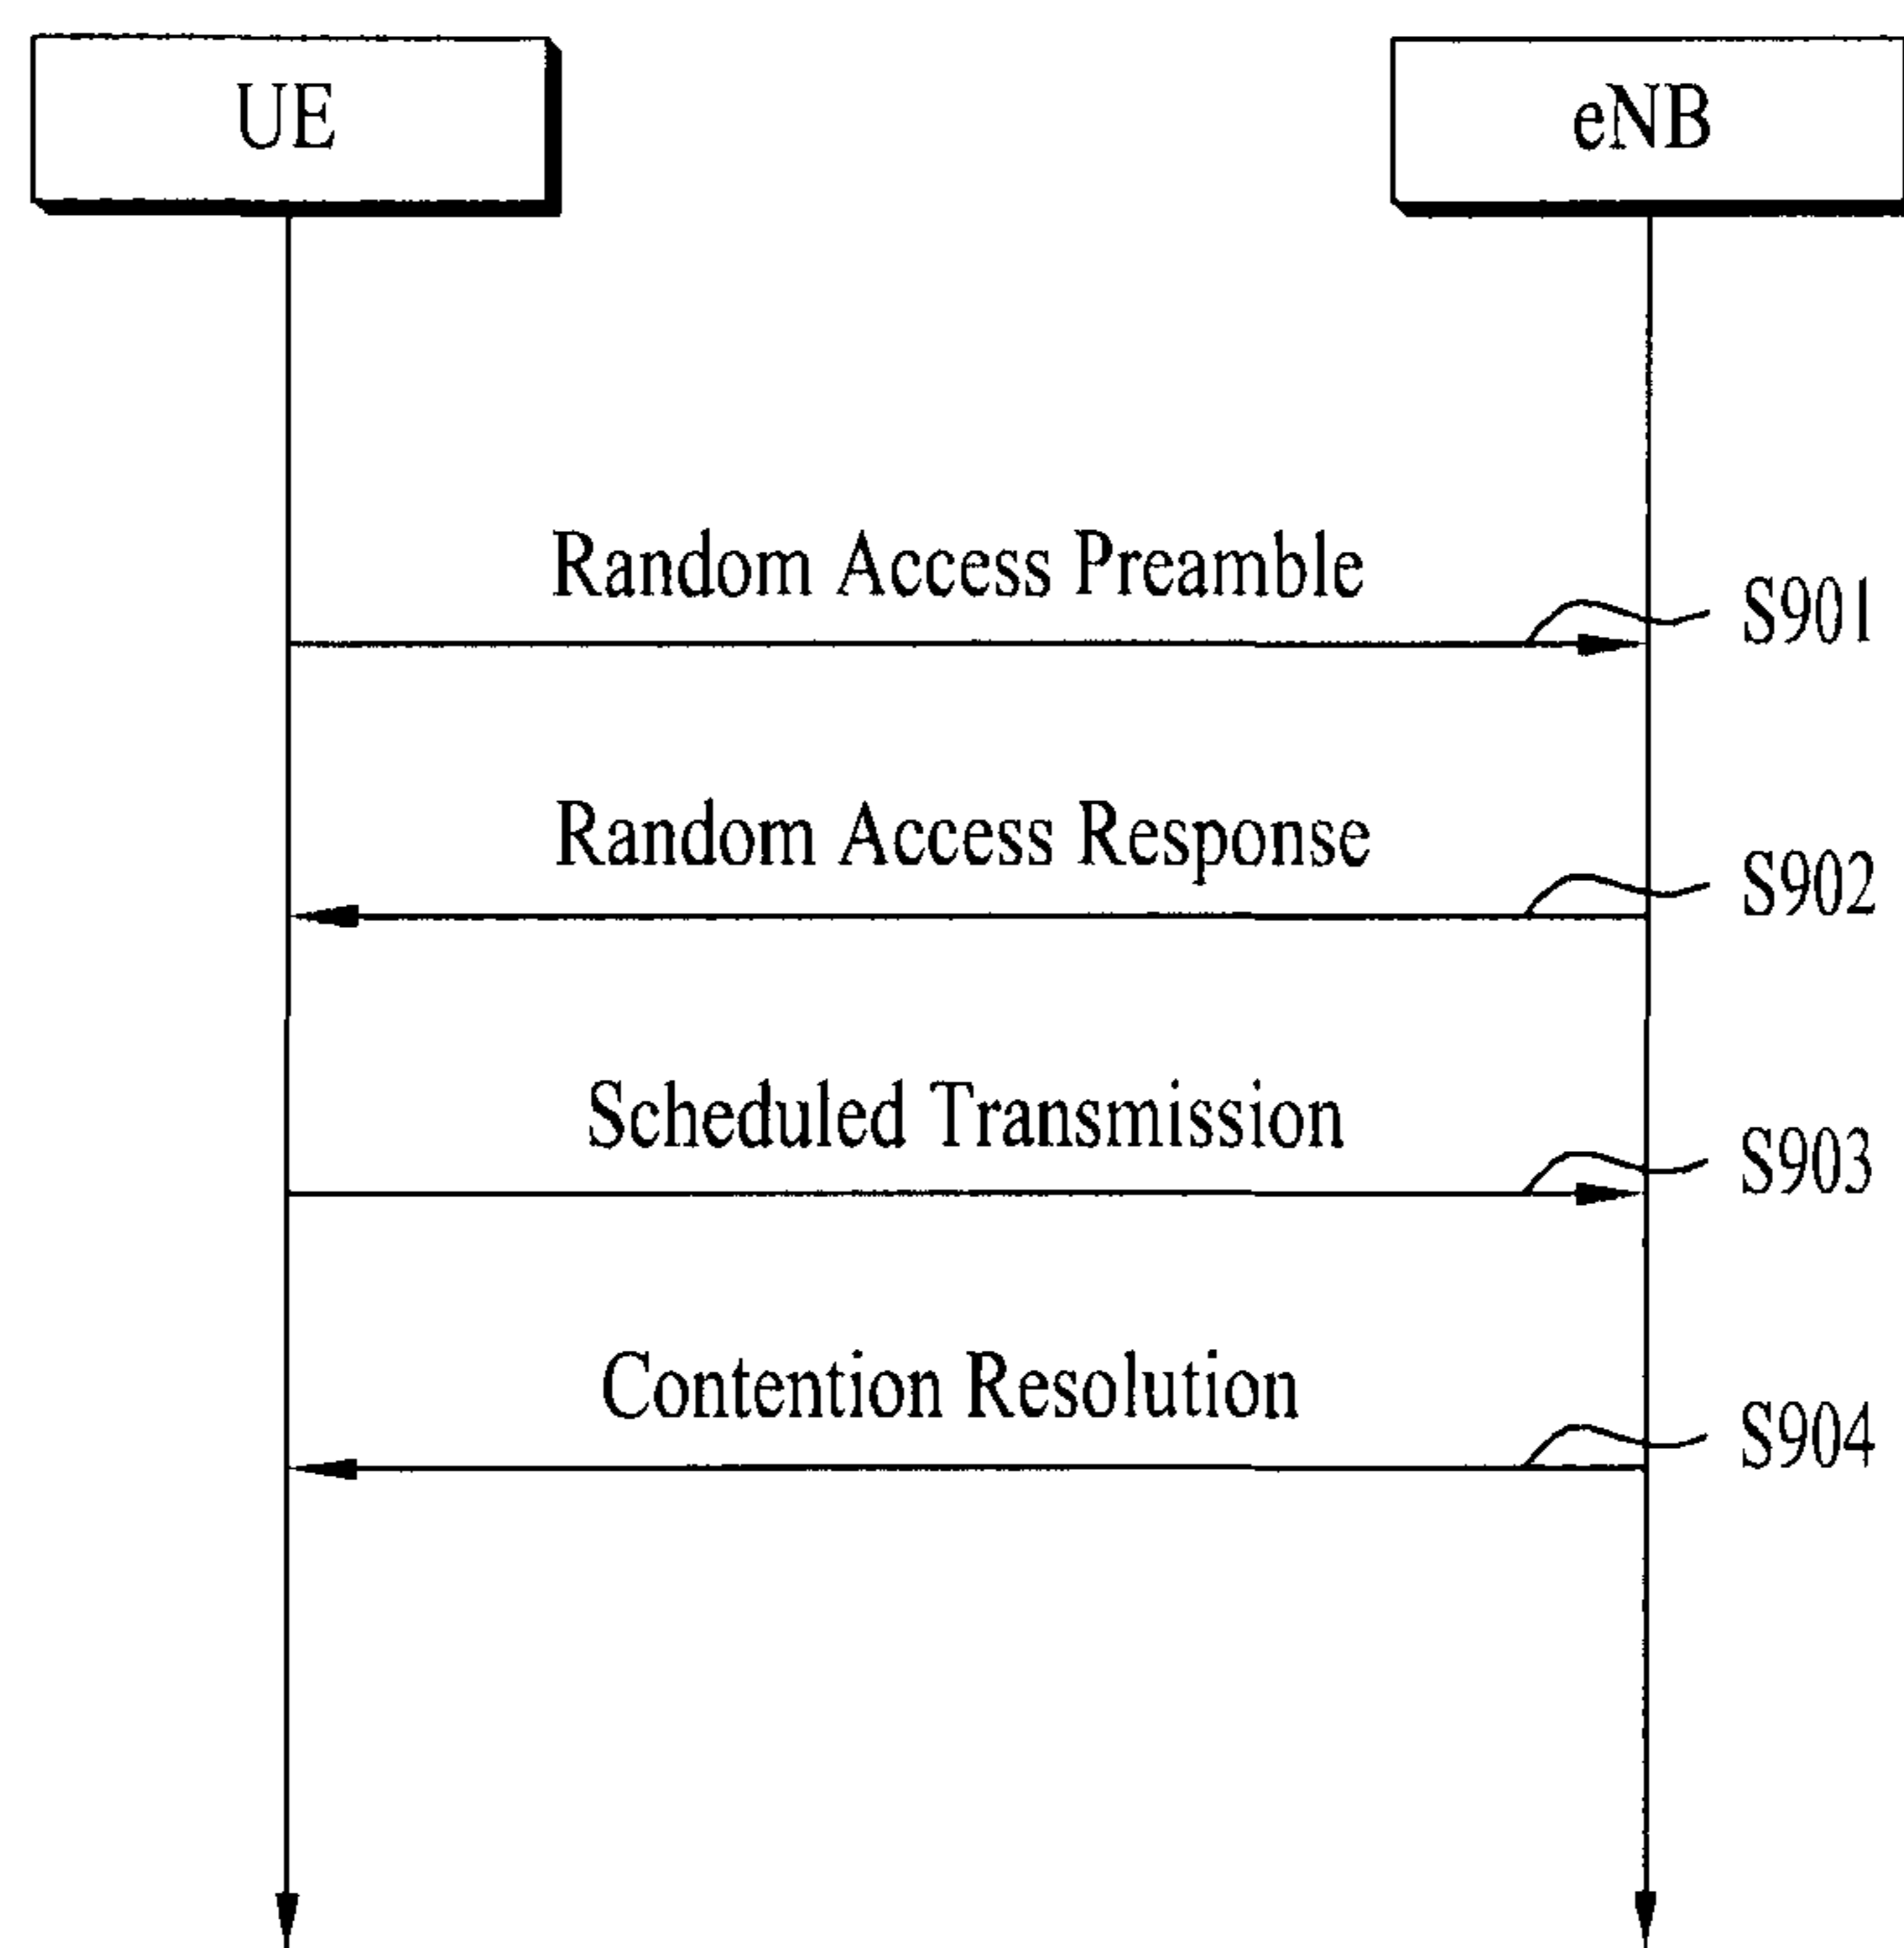 UE
eNB
Random Access Preamble
S901
Random Access Response
S902
Scheduled Transmission
S903
Contention Resolution
S904